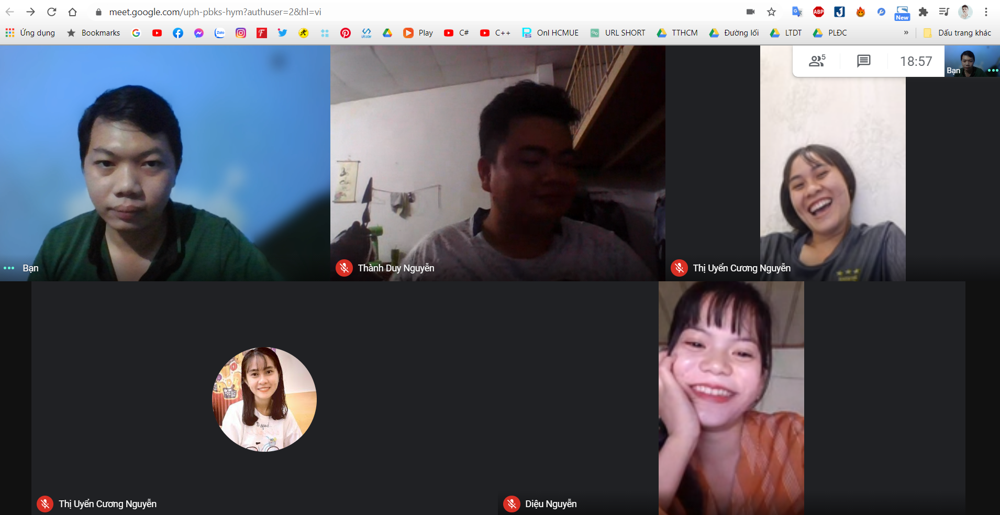 meet.google.com/uph-pbks-hym?authuser=2&hl=vi
New
Ứng dụng
Bookmarks
Zalo
Play
C#
C++
Onl HCMUE
URL SHORT
TTHCM
Đường lối
LTDT
PLĐC
»
Dấu trang khác
ABP
5
18:57
Bạn
Bạn
Thành Duy Nguyễn
Thị Uyển Cương Nguyễn
Thị Uyển Cương Nguyễn
Diệu Nguyễn